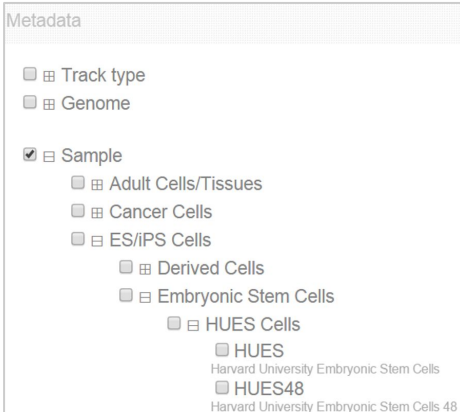 Metadata
Track type
Genome
Sample
Adult Cells/Tissues
Cancer Cells
ES/iPS Cells
Derived Cells
Embryonic Stem Cells
HUES Cells
HUES
Harvard University Embryonic Stem Cells
HUES48
Harvard University Embryonic Stem Cells 48